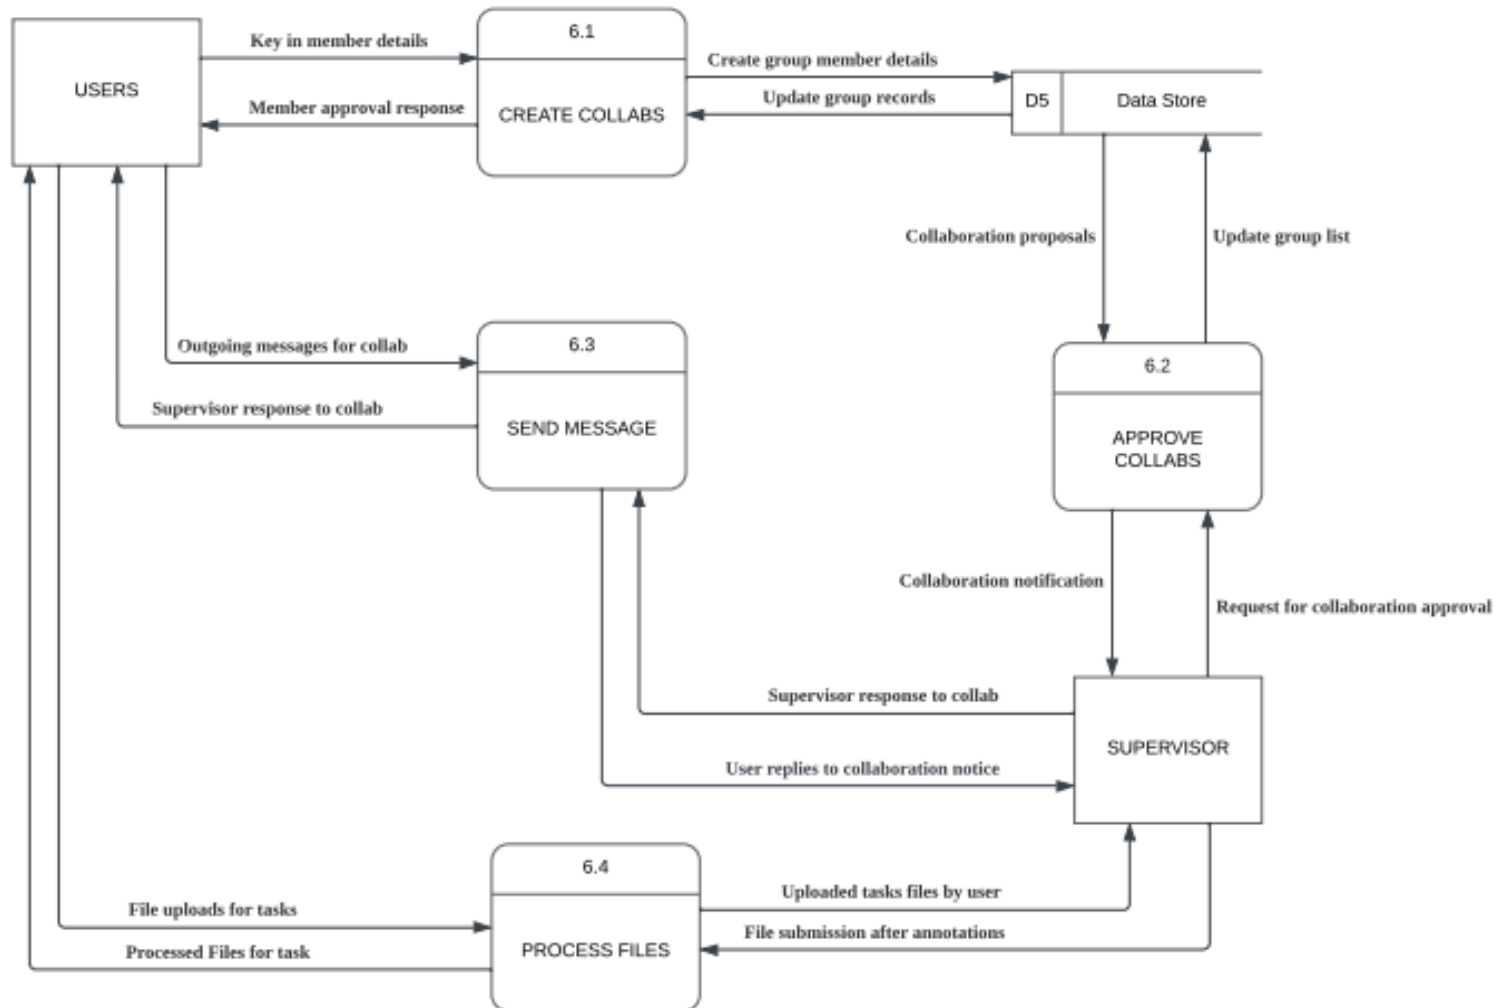 6.1
Key in member details
Create group member details
USERS
D5
Data Store
Update group records
Member approval response
CREATE COLLABS
Collaboration proposals
Update group list
6.3
Outgoing messages for collab
6.2
Supervisor response to collab
SEND MESSAGE
APPROVE
COLLABS
Collaboration notification
Request for collaboration approval
Supervisor response to collab
SUPERVISOR
User replies to collaboration notice
6.4
Uploaded tasks files by user
File uploads for tasks
File submission after annotations
Processed Files for task
PROCESS FILES